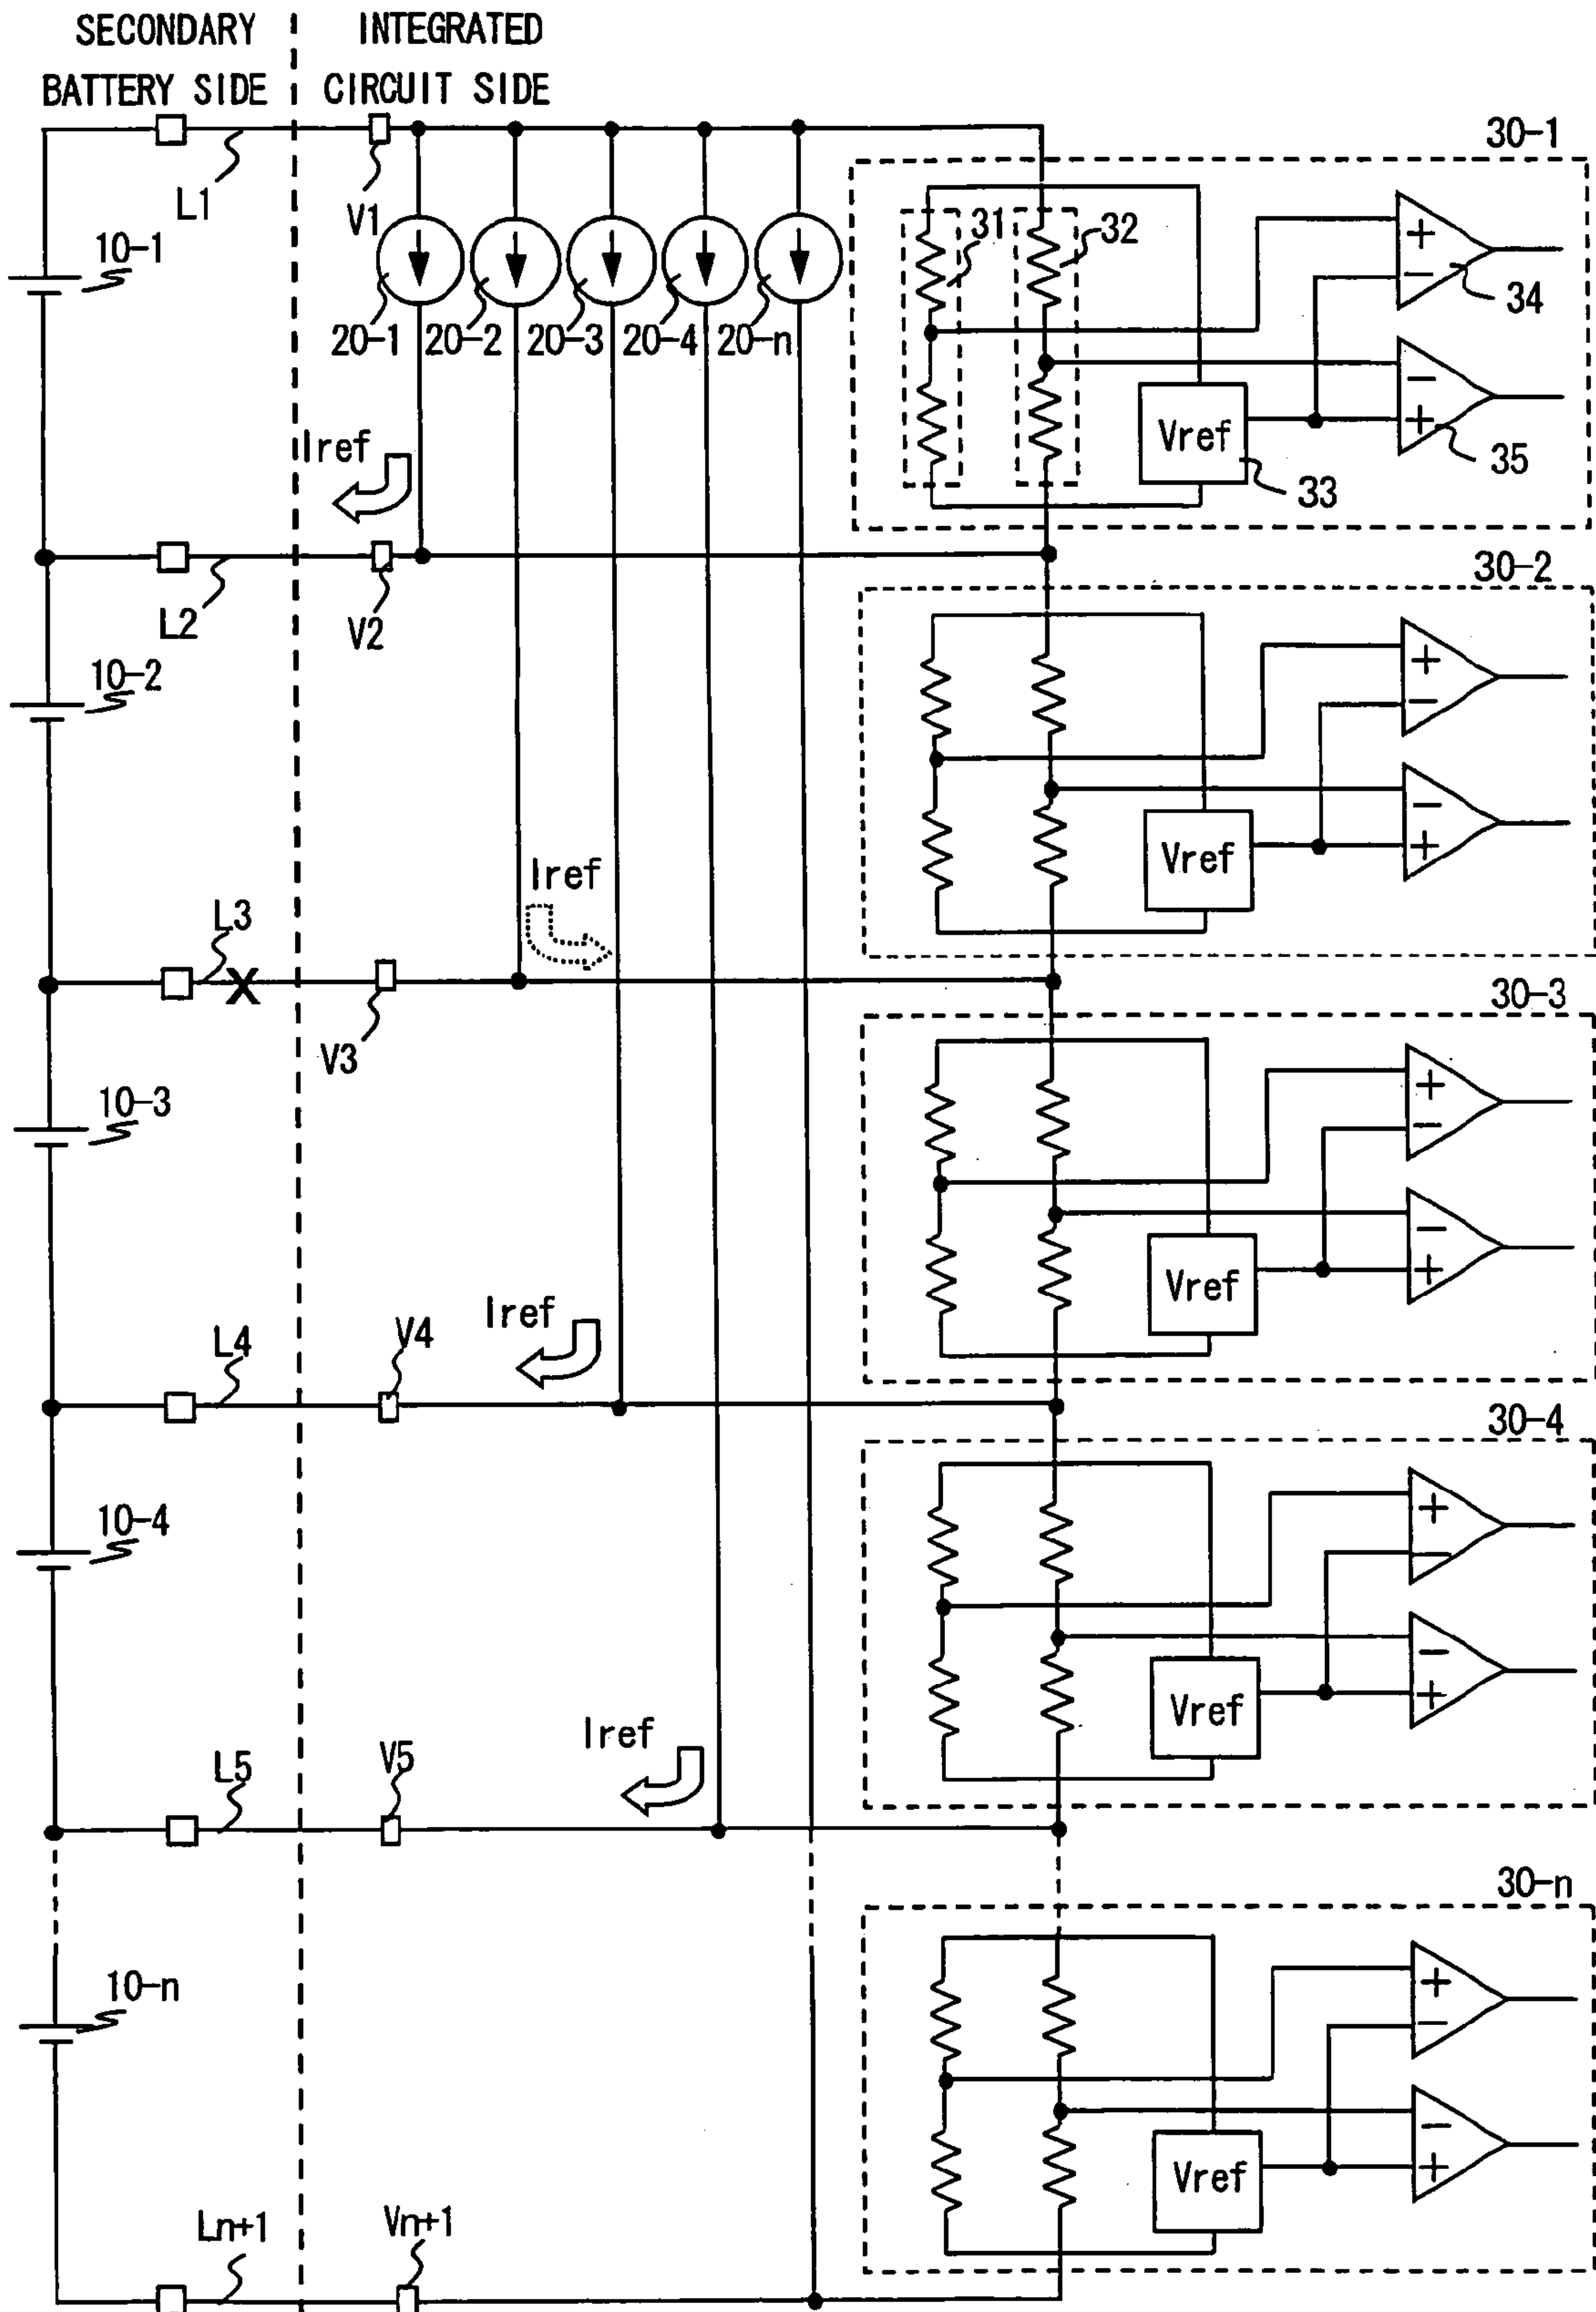 SECONDARY
BATTERY SIDE
INTEGRATED
CIRCUIT SIDE
30-1
L1
V1
31
32
+
−
34
10-1
20-1
20-2
20-3
20-4
20-n
−
+
35
Vref
33
Iref
30-2
L2
V2
10-2
+
−
−
+
Vref
Iref
L3
X
V3
30-3
10-3
+
−
−
+
Vref
Iref
L4
V4
30-4
10-4
+
−
−
+
Vref
Iref
L5
V5
30-n
10-n
+
−
−
+
Vref
Ln+1
Vn+1